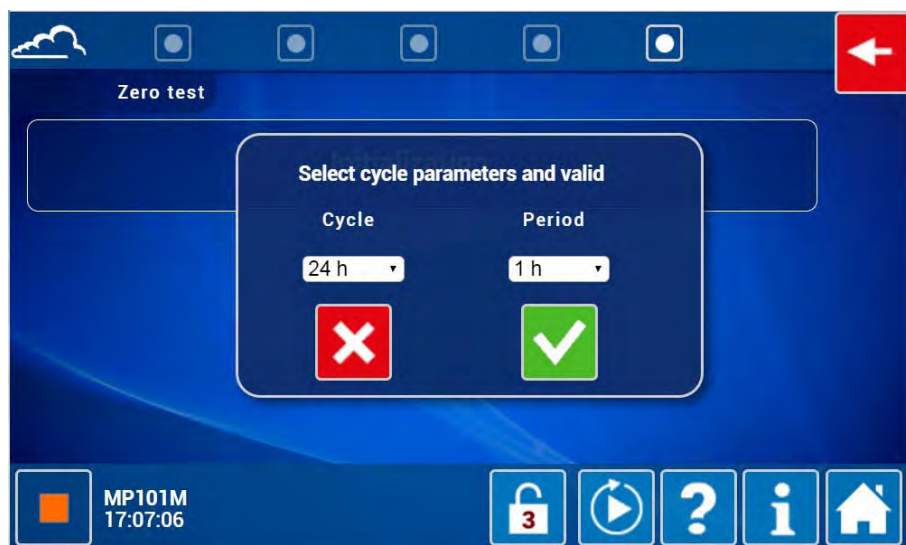 Zero test
Select cycle parameters and valid
Cycle Period
24 h 1 h
MP101M
17:07:06
3
?
i